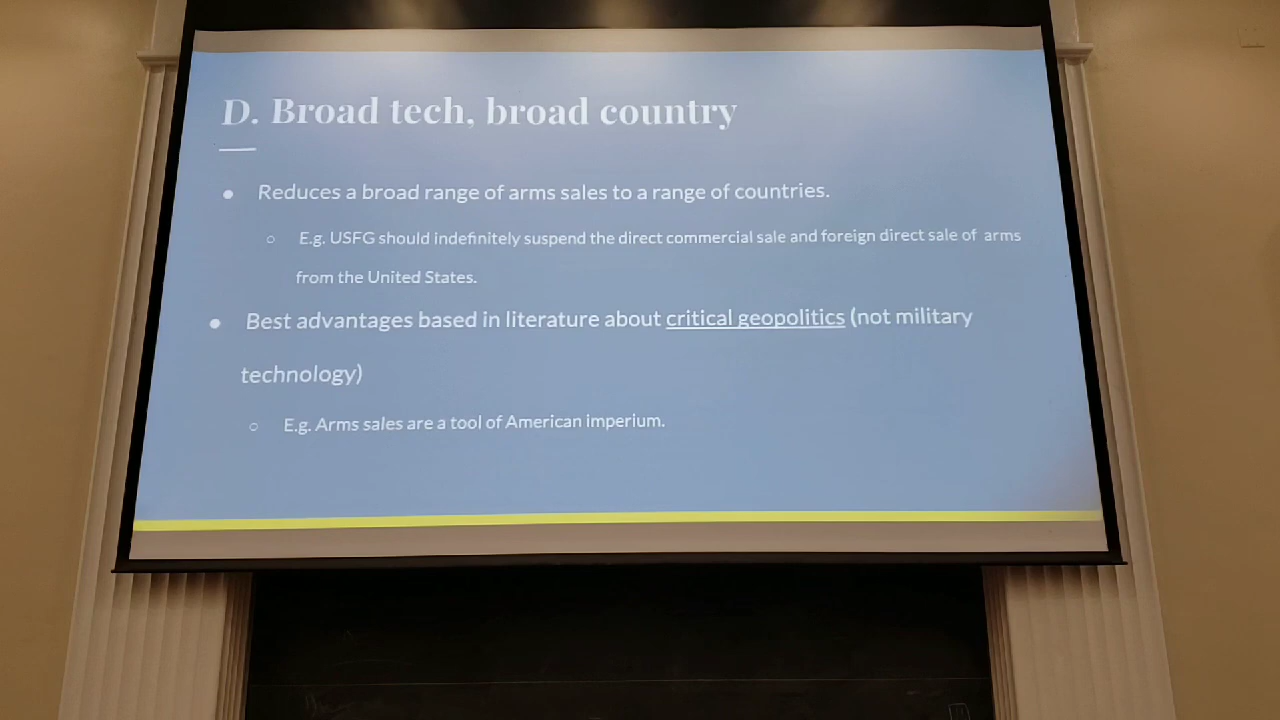 D. Broad tech, broad country
● Reduces a broad range of arms sales to a range of countries.
○ E.g. USFG should indefinitely suspend the direct commercial sale and foreign direct sale of arms
from the United States.
● Best advantages based in literature about critical geopolitics (not military
technology)
○ E.g. Arms sales are a tool of American imperium.